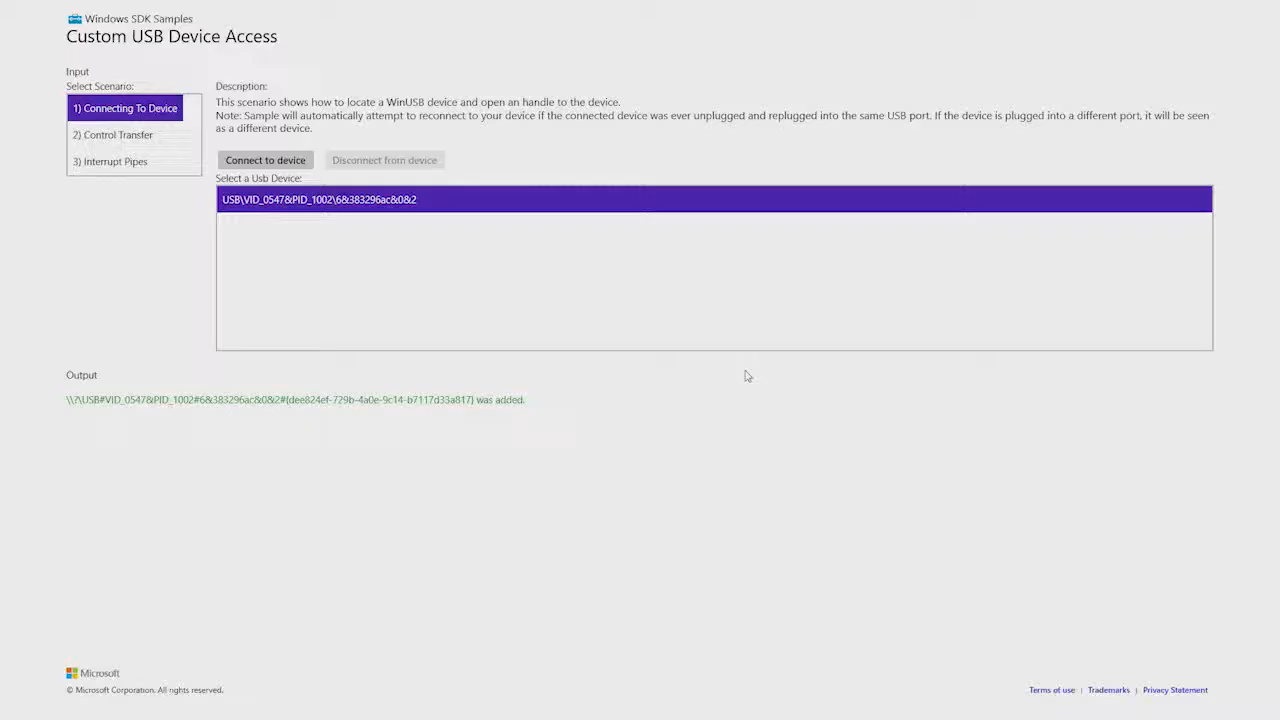 Windows SDK Samples
Custom USB Device Access
Input
Select Scenario:
1) Connecting To Device
2) Control Transfer
3) Interrupt Pipes
Description:
This scenario shows how to locate a WinUSB device and open an handle to the device.
Note: Sample will automatically attempt to reconnect to your device if the connected device was ever unplugged and replugged into the same USB port. If the device is plugged into a different port, it will be seen
as a different device.
Connect to device
Disconnect from device
Select a Usb Device:
USB\VID_0547&PID_1002\6&383296ac&0&2
Output
\\?\USB#VID_0547&PID_1002#6&383296ac&0&2#{dee824ef-729b-4a0e-9c14-b7117d33a817} was added.
Microsoft
© Microsoft Corporation. All rights reserved.
Terms of use | Trademarks | Privacy Statement